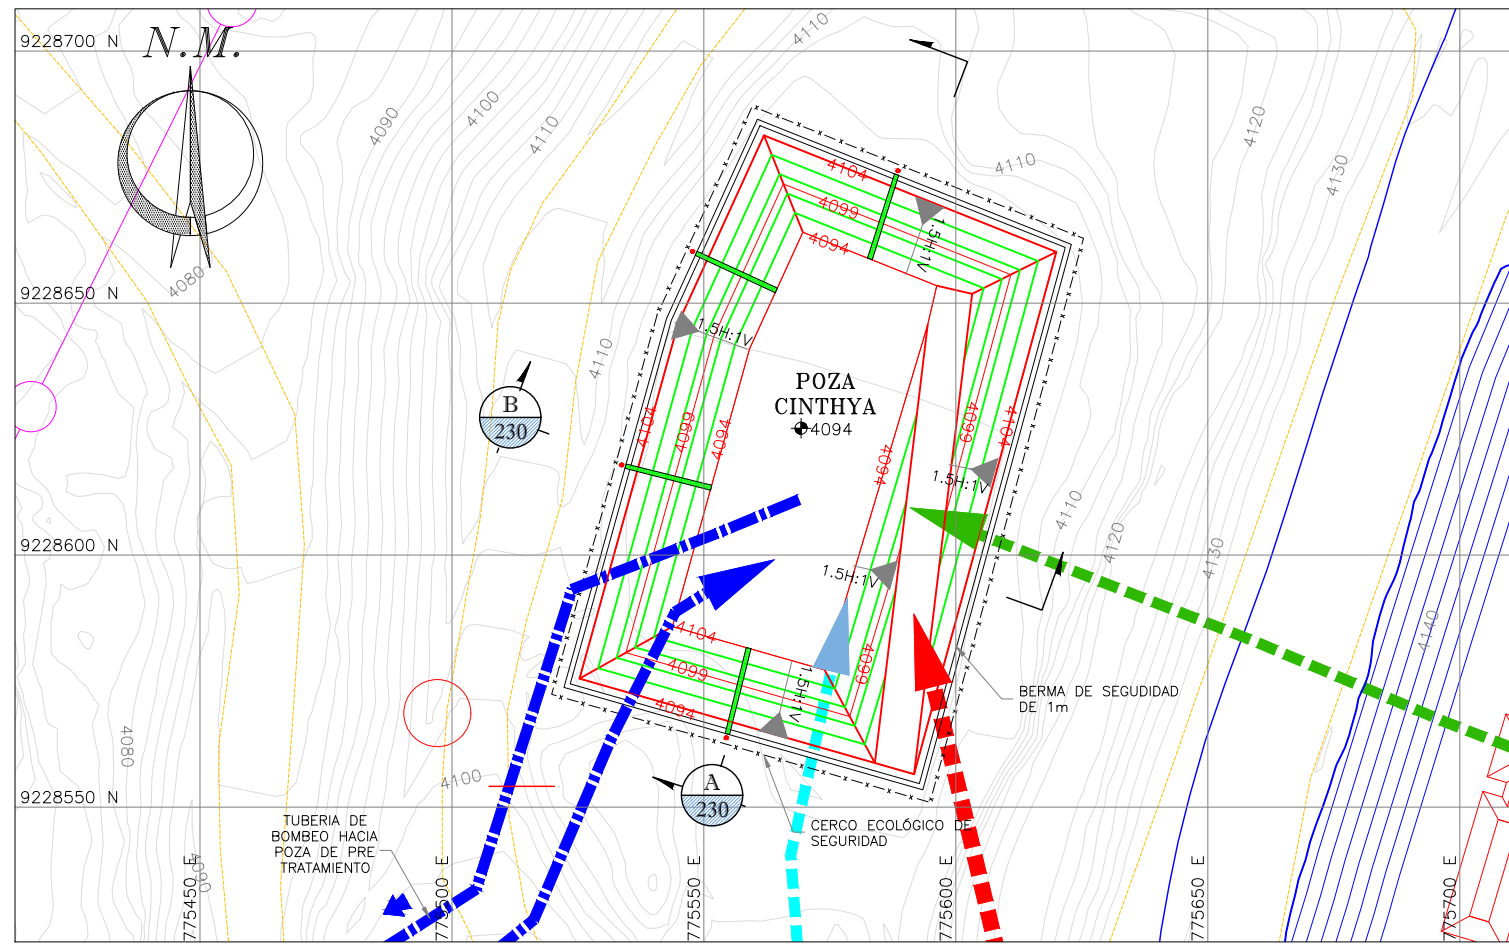 9228700 N
N.M.
4110
4090
4100
4110
4120
4130
4110
4104
4099
4094
1.5H:1V
4080
9228650 N
1.5H:1V
4110
POZA
CINTHYA
4094
B
230
4104
4099
4094
4094
4099
4104
1.5H:1V
4110
4120
4130
9228600 N
1.5H:1V
4140
4104
4099
4094
1.5H:1V
4099
BERMA DE SEGUDIDAD
DE 1m
4080
4100
A
230
9228550 N
TUBERIA DE
BOMBEO HACIA
POZA DE PRE
TRATAMIENTO
CERCO ECOLÓGICO DE
SEGURIDAD
4090
775450 E
775500 E
775550 E
775600 E
775650 E
775700 E